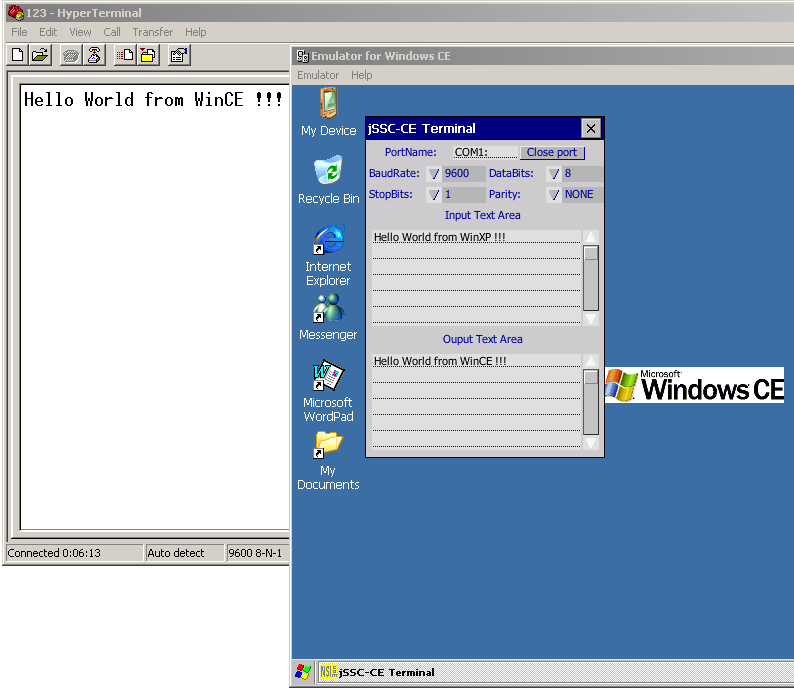 123 - HyperTerminal
File Edit View Call Transfer Help
Hello World from WinCE !!!
Connected 0:06:13 Auto detect 9600 8-N-1
Emulator for Windows CE
Emulator Help
My Device
Recycle Bin
Internet
Explorer
Messenger
Microsoft
WordPad
My
Documents
jSSC-CE Terminal
PortName: COM1: Close port
BaudRate: 9600 DataBits: 8
StopBits: 1 Parity: NONE
Input Text Area
Hello World from WinXP !!!
Ouput Text Area
Hello World from WinCE !!!
Microsoft
Windows CE
jSSC-CE Terminal